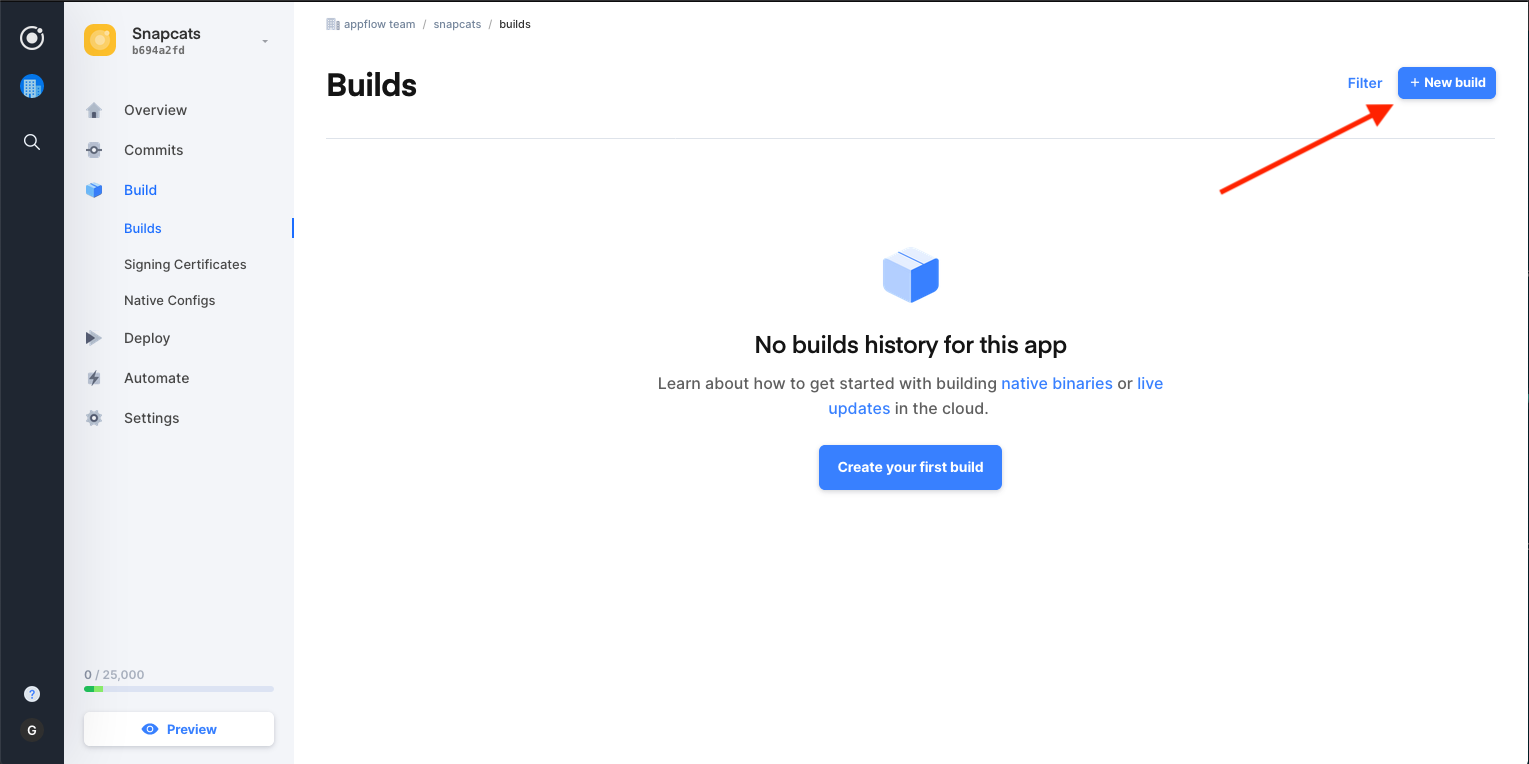 Snapcats
b694a2fd
Overview
Commits
Build
Builds
Signing Certificates
Native Configs
Deploy
Automate
Settings
0 / 25,000
Preview
?
G
appflow team / snapcats / builds
Builds
Filter
+ New build
No builds history for this app
Learn about how to get started with building native binaries or live
updates in the cloud.
Create your first build